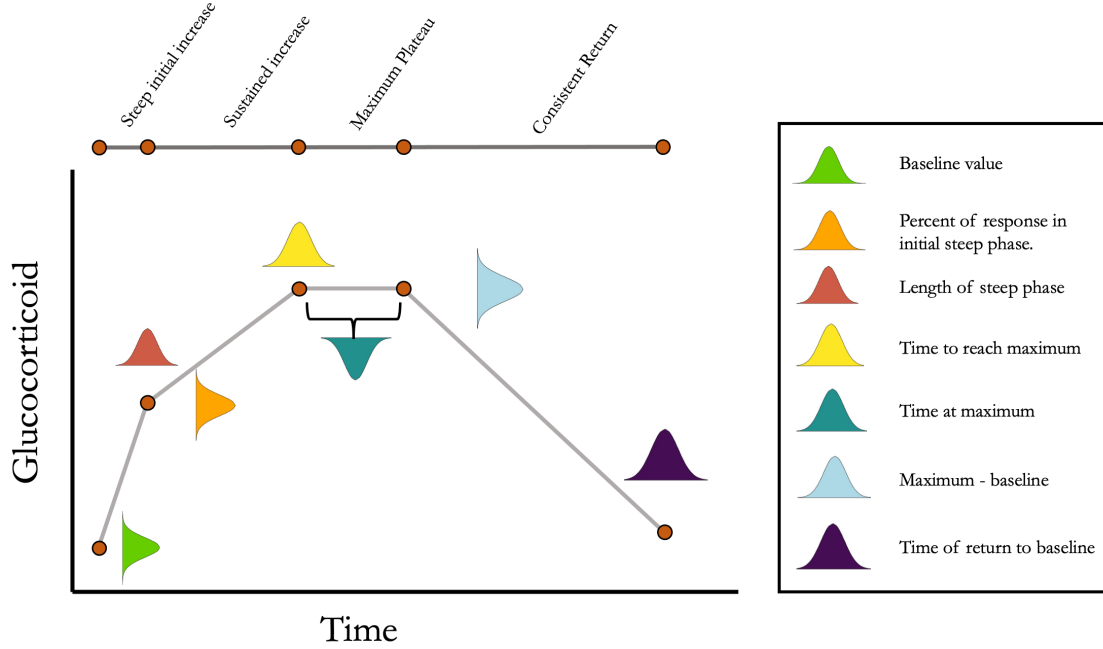 Steep initial increase
Sustained increase
Maximum Plateau
Consistent Return
Glucocorticoid
Time
Baseline value
Percent of response in
initial steep phase.
Length of steep phase
Time to reach maximum
Time at maximum
Maximum - baseline
Time of return to baseline